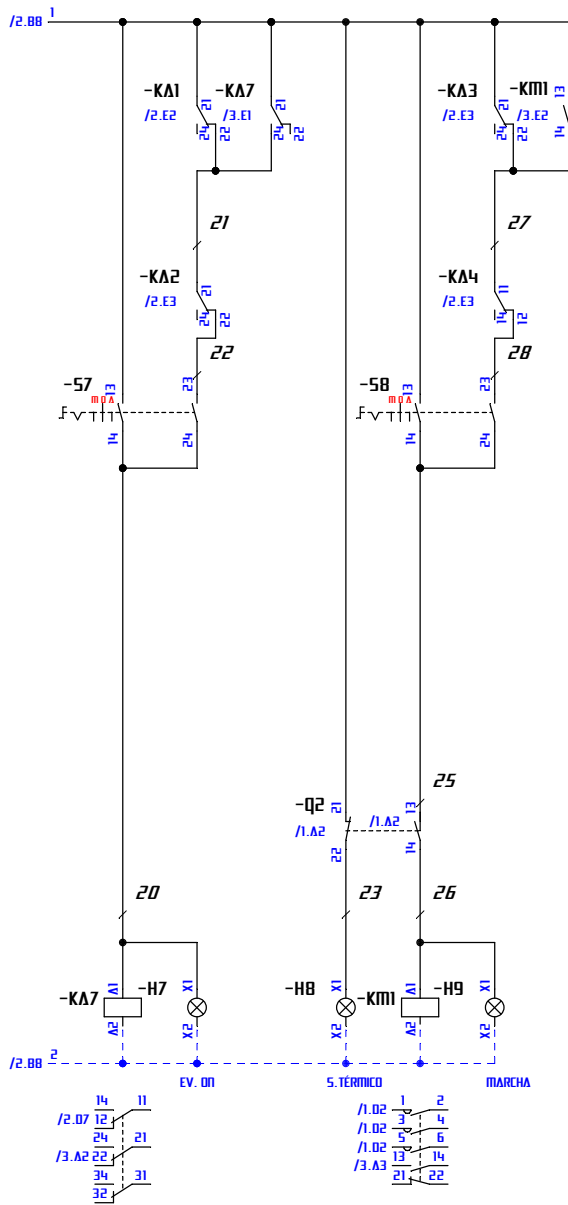 /2.B8 1
-KA1 -KA7 -KA3 -KM1
/2.E2 /3.E1 /2.E3 /3.E2
21 21 21 13
24 22 24 22 24 22 14
21 27
-KA2 -KA4
/2.E3 /2.E3
21 11
24 22 14 12
22 28
-S7 13 23 -S8 13 23
M O A M O A
14 24 14 24
25
-Q2 21 13
/1.A2 /1.A2
22 14
20 23 26
-KA7 A1 -H7 X1 -H8 X1 -KM1 A1 -H9 X1
A2 X2 X2 A2 X2
/2.B8 2
EV. ON S.TÉRMICO MARCHA
14 11 1 2
/2.D7 12 /1.D2 3 4
24 21 /1.D2 5 6
/3.A2 22 /1.D2 13 14
34 31 /3.A3 21 22
32